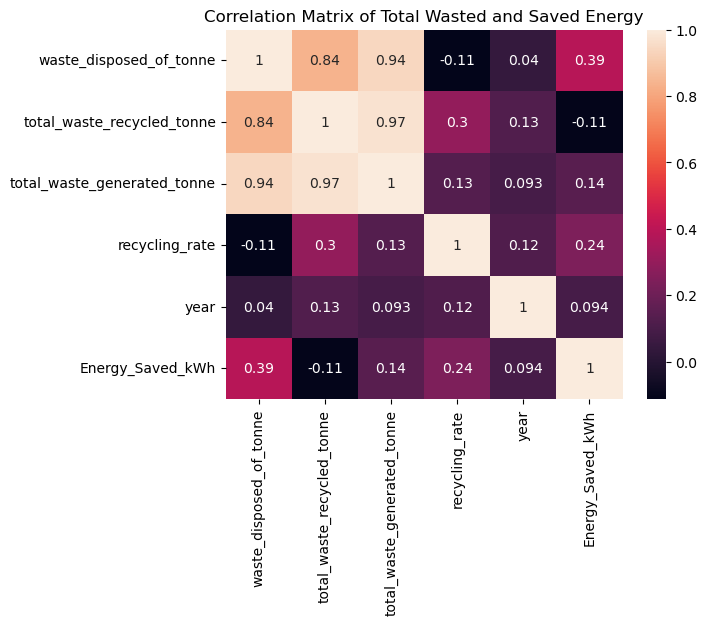 Correlation Matrix of Total Wasted and Saved Energy
waste_disposed_of_tonne 1 0.84 0.94 -0.11 0.04 0.39
total_waste_recycled_tonne 0.84 1 0.97 0.3 0.13 -0.11
total_waste_generated_tonne 0.94 0.97 1 0.13 0.093 0.14
recycling_rate -0.11 0.3 0.13 1 0.12 0.24
year 0.04 0.13 0.093 0.12 1 0.094
Energy_Saved_kWh 0.39 -0.11 0.14 0.24 0.094 1
waste_disposed_of_tonne
total_waste_recycled_tonne
total_waste_generated_tonne
recycling_rate
year
Energy_Saved_kWh
1.0
0.8
0.6
0.4
0.2
0.0